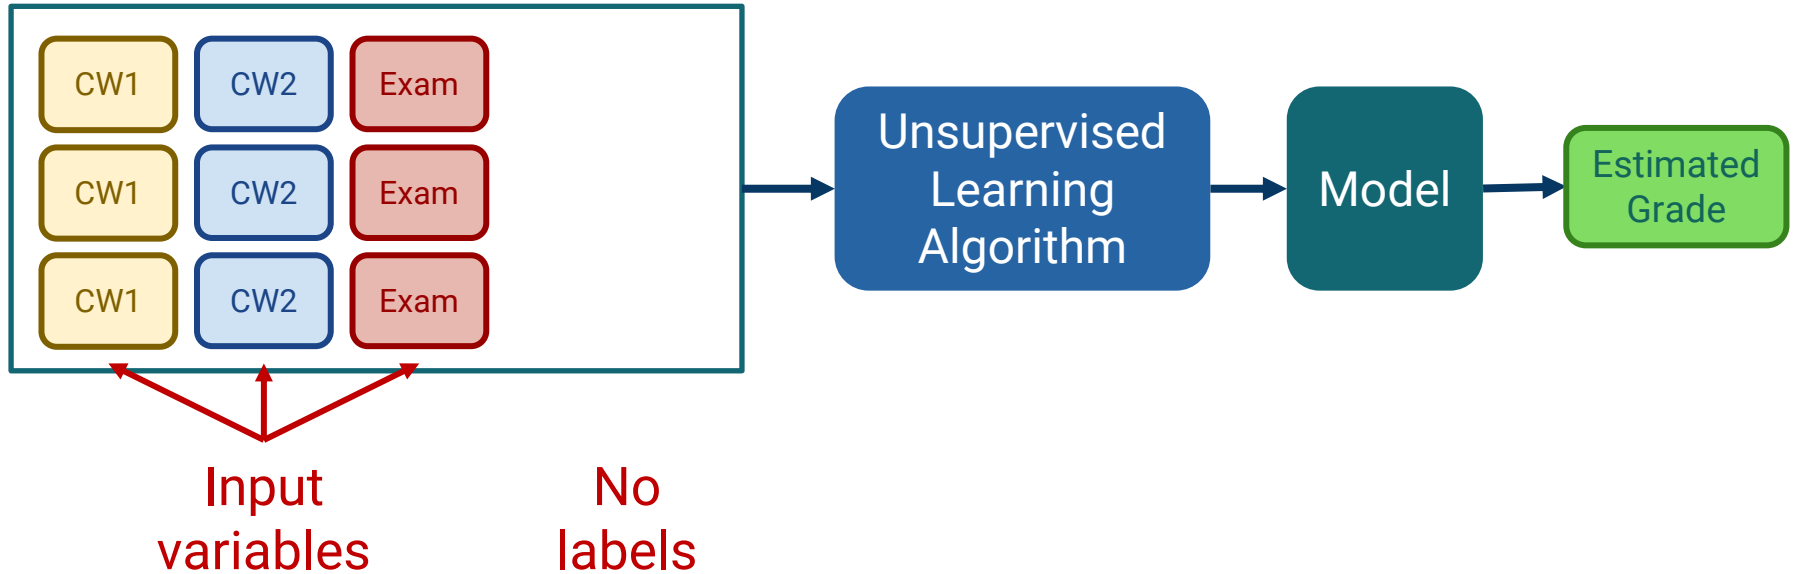 CW1 CW2 Exam
CW1 CW2 Exam
CW1 CW2 Exam
Unsupervised
Learning
Algorithm
Model
Estimated
Grade
Input
variables
No
labels